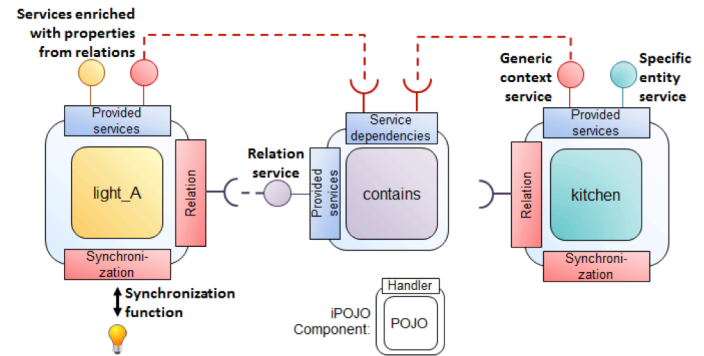 Services enriched
with properties
from relations
Generic
context
service
Specific
entity
service
Provided
services
Service
dependencies
Provided
services
light_A
Relation
Relation
service
Provided
services
contains
Relation
kitchen
Synchroni-
zation
Synchroni-
zation
Synchronization
function
iPOJO
Component:
Handler
POJO